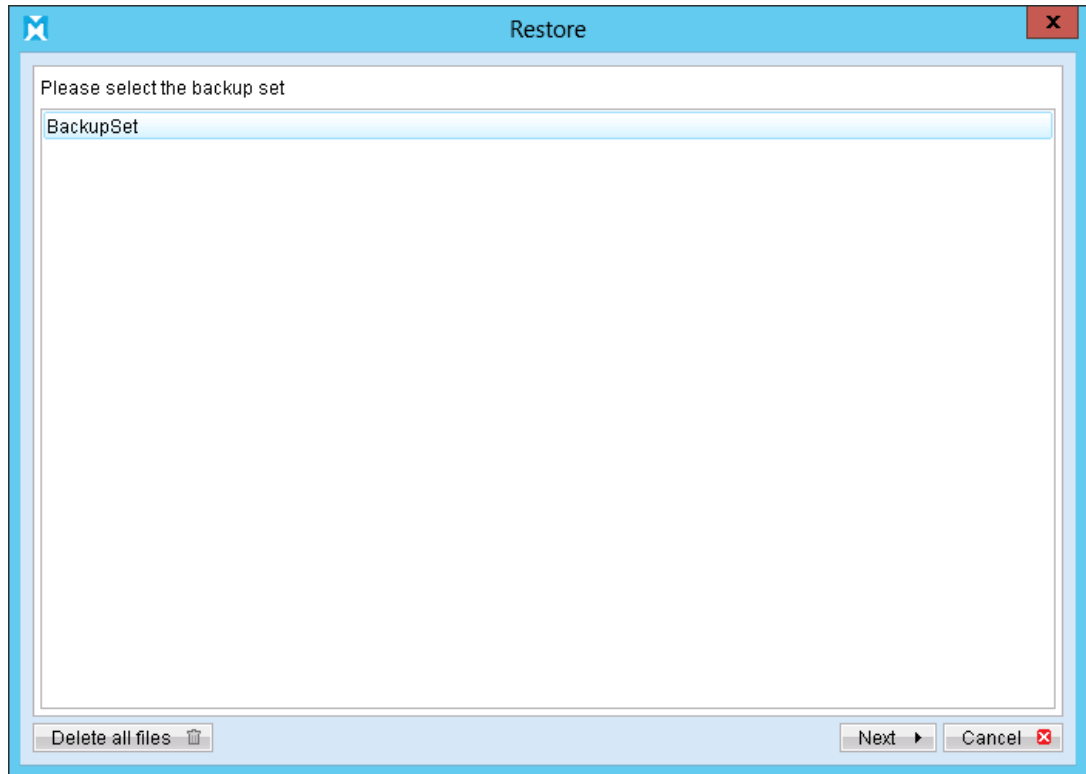 Restore
x
Please select the backup set
BackupSet
Delete all files
Next
Cancel